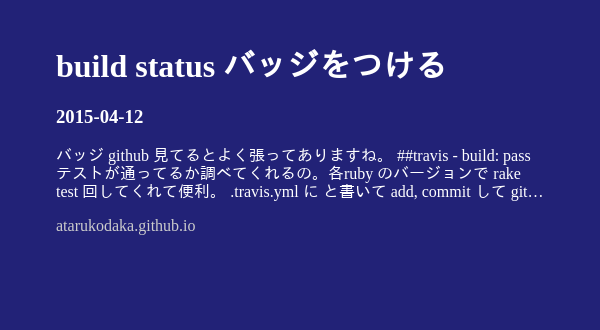 build status バッジをつける
2015-04-12
バッジ github 見てるとよく張ってありますね。 ##travis - build: pass
テストが通ってるか調べてくれるの。各ruby のバージョンで rake
test 回してくれて便利。 .travis.yml に と書いて add, commit して git…
atarukodaka.github.io